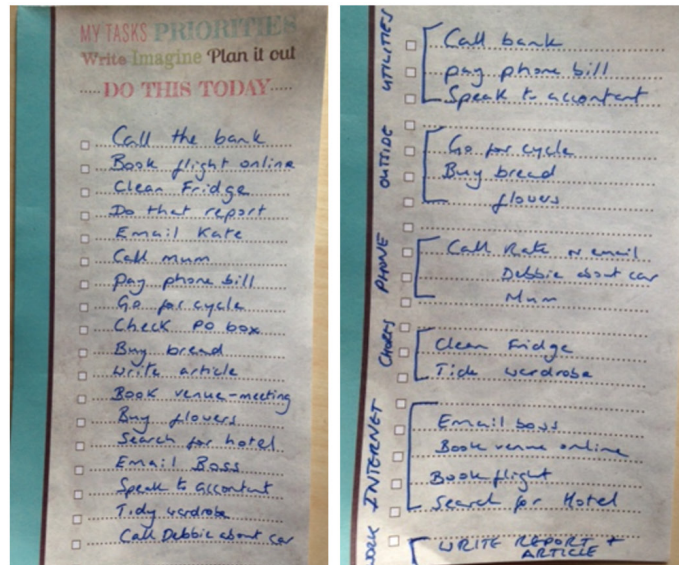 MY TASKS PRIORITIES
Write Imagine Plan it out
DO THIS TODAY
Call the bank
Book flight online
Clean Fridge
Do that report
Email Kate
Call mum
pay phone bill
Go for cycle
Check PO box
Buy bread
Write article
Book venue-meeting
Buy flowers
Search for hotel
Email Boss
Speak to accontant
Tidy wardrobe
Call Debbie about car
UTILITIES
Call bank
pay phone bill
Speak to accontant
OUTTIDE
Go for cycle
Buy bread
flowers
PHONE
Call Kate or email
Debbie about car
Mum
CHORES
Clean Fridge
Tide wardrobe
INTERNET
Email boss
Book venue online
Book flight
Search for Hotel
WORK
WRITE REPORT +
ARTICLE